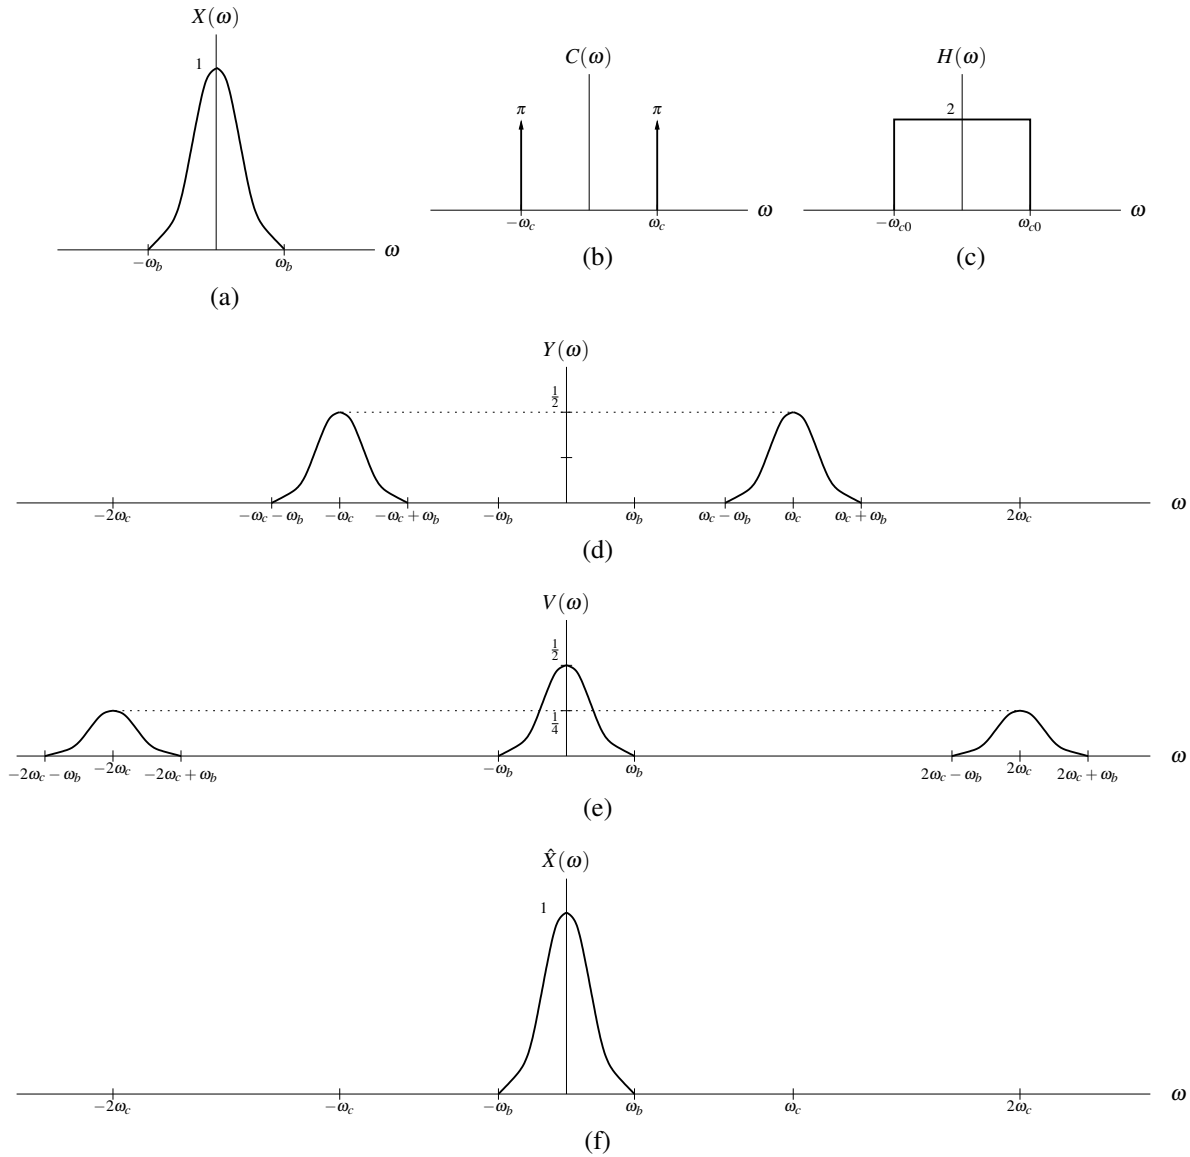 X(ω)
1
−ω_b ω_b ω
(a)
C(ω)
π π
−ω_c ω_c ω
(b)
H(ω)
2
−ω_c0 ω_c0 ω
(c)
Y(ω)
1/2
−2ω_c −ω_c − ω_b −ω_c −ω_c + ω_b −ω_b ω_b ω_c − ω_b ω_c ω_c + ω_b 2ω_c ω
(d)
V(ω)
1/2
1/4
−2ω_c − ω_b −2ω_c −2ω_c + ω_b −ω_b ω_b 2ω_c − ω_b 2ω_c 2ω_c + ω_b ω
(e)
X̂(ω)
1
−2ω_c −ω_c −ω_b ω_b ω_c 2ω_c ω
(f)